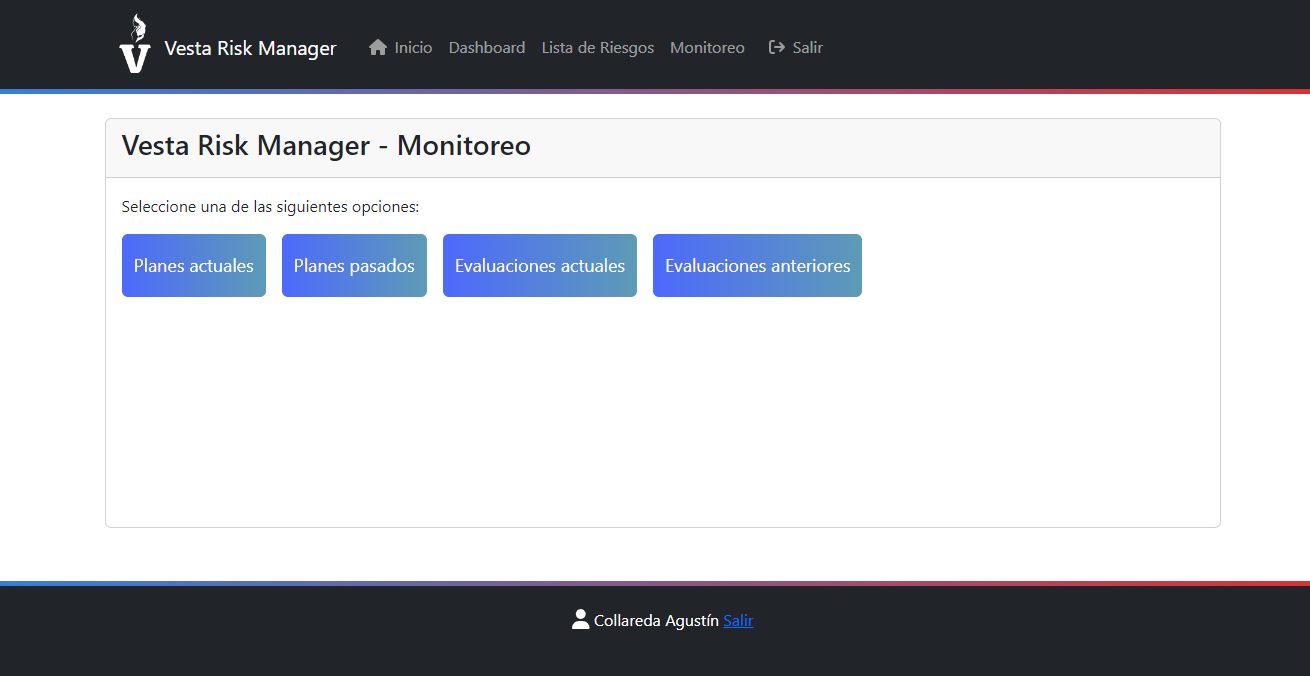 Vesta Risk Manager Inicio Dashboard Lista de Riesgos Monitoreo Salir
Vesta Risk Manager - Monitoreo
Seleccione una de las siguientes opciones:
Planes actuales Planes pasados Evaluaciones actuales Evaluaciones anteriores
Collareda Agustín Salir